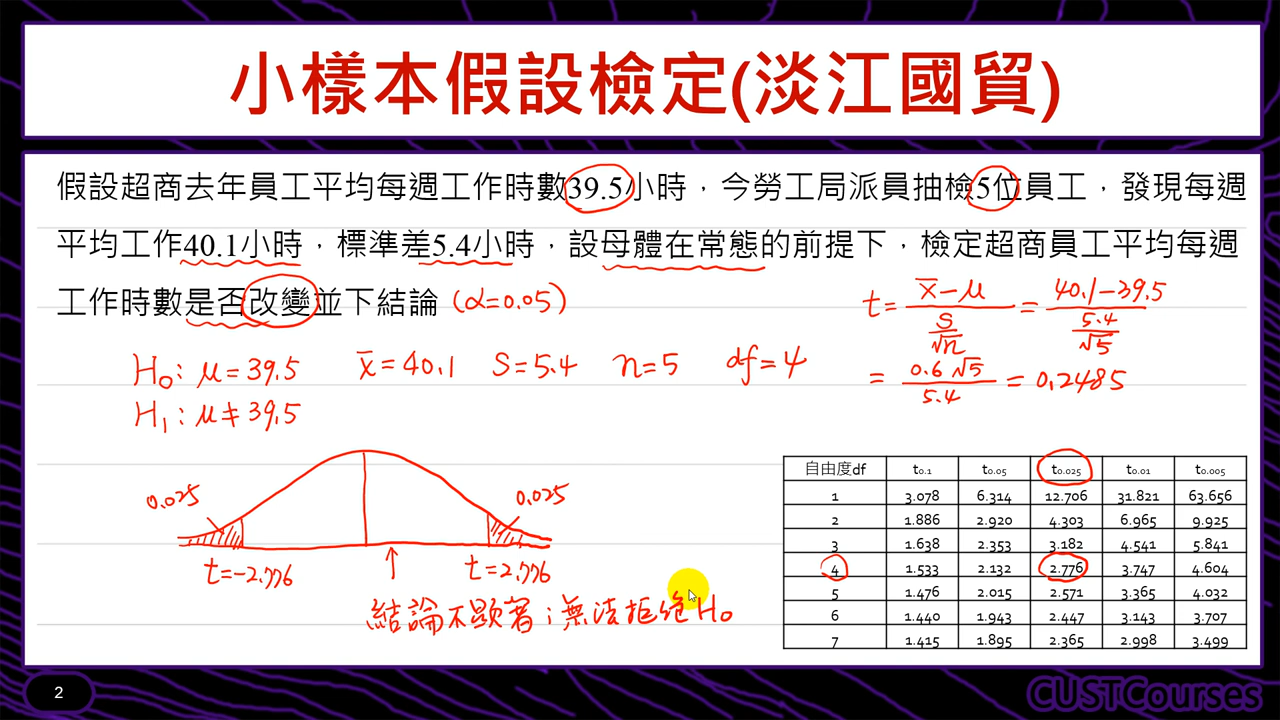 小樣本假設檢定(淡江國貿)
假設超商去年員工平均每週工作時數39.5小時，今勞工局派員抽檢5位員工，發現每週
平均工作40.1小時，標準差5.4小時，設母體在常態的前提下，檢定超商員工平均每週
工作時數是否改變並下結論 (α=0.05)
t = (x̄-μ)/(S/√n) = (40.1-39.5)/(5.4/√5)
= 0.6√5/5.4 = 0.2485
H₀: μ = 39.5 x̄ = 40.1 S = 5.4 n = 5 df = 4
H₁: μ ≠ 39.5
0.025 0.025
t=-2.776 t=2.776
結論不顯著；無法拒絕H₀
自由度df t0.1 t0.05 t0.025 t0.01 t0.005
1 3.078 6.314 12.706 31.821 63.656
2 1.886 2.920 4.303 6.965 9.925
3 1.638 2.353 3.182 4.541 5.841
4 1.533 2.132 2.776 3.747 4.604
5 1.476 2.015 2.571 3.365 4.032
6 1.440 1.943 2.447 3.143 3.707
7 1.415 1.895 2.365 2.998 3.499
2
CUSTCourses